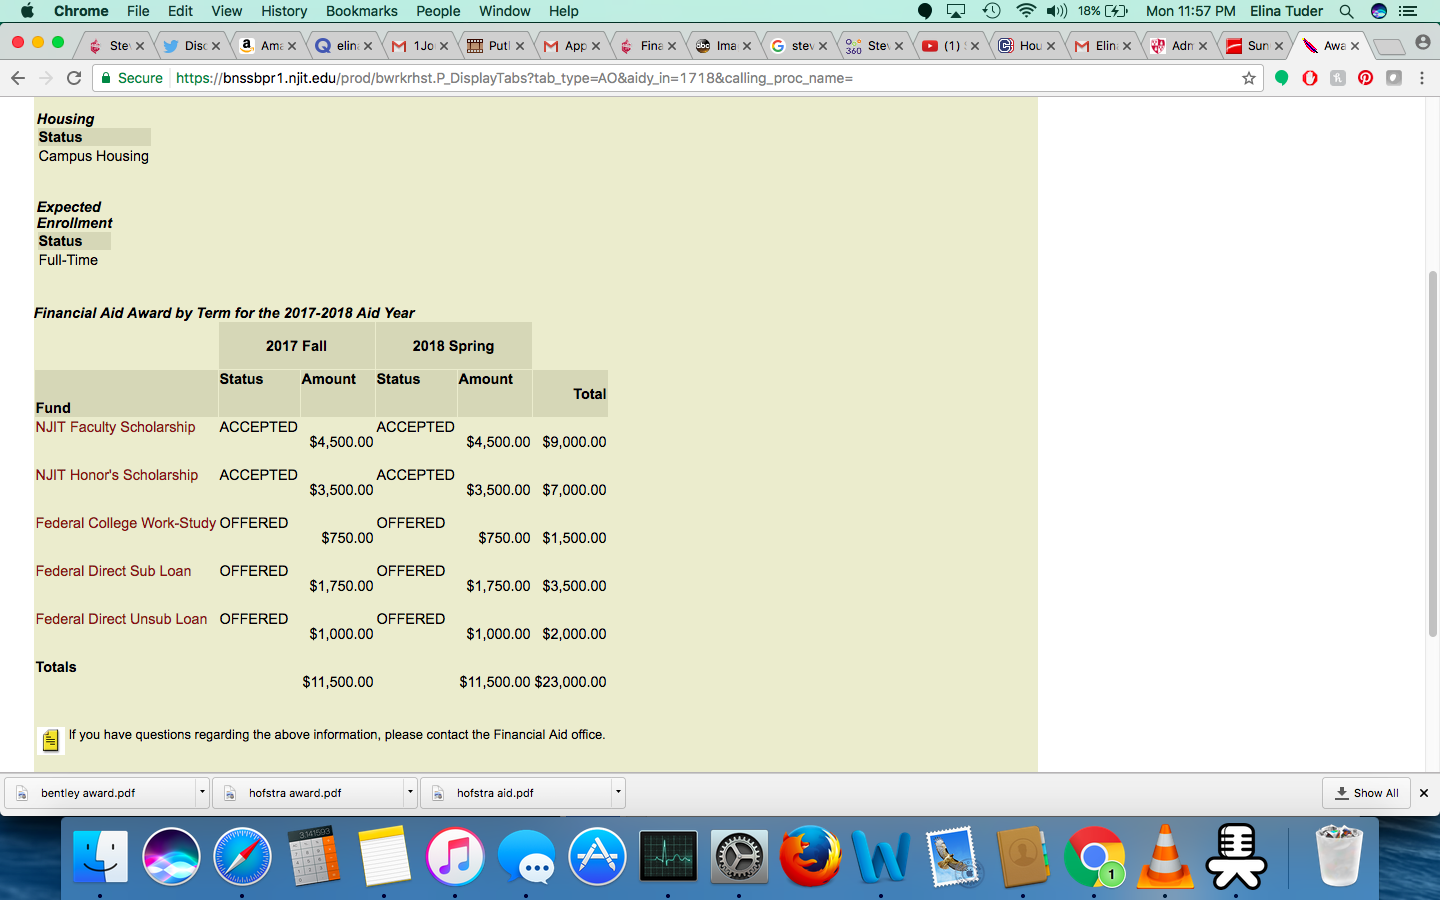 Chrome File Edit View History Bookmarks People Window Help 18% Mon 11:57 PM Elina Tuder
Stev Disc Ama elina 1Jo Putl App Fina Ima stev Stev (1) Hou Elin Adn Sun Awa
Secure https://bnssbpr1.njit.edu/prod/bwrkrhst.P_DisplayTabs?tab_type=AO&aidy_in=1718&calling_proc_name=
Housing
Status
Campus Housing
Expected
Enrollment
Status
Full-Time
Financial Aid Award by Term for the 2017-2018 Aid Year
2017 Fall 2018 Spring
Status Amount Status Amount
Total
Fund
NJIT Faculty Scholarship ACCEPTED ACCEPTED
$4,500.00 $4,500.00 $9,000.00
NJIT Honor's Scholarship ACCEPTED ACCEPTED
$3,500.00 $3,500.00 $7,000.00
Federal College Work-Study OFFERED OFFERED
$750.00 $750.00 $1,500.00
Federal Direct Sub Loan OFFERED OFFERED
$1,750.00 $1,750.00 $3,500.00
Federal Direct Unsub Loan OFFERED OFFERED
$1,000.00 $1,000.00 $2,000.00
Totals
$11,500.00 $11,500.00 $23,000.00
If you have questions regarding the above information, please contact the Financial Aid office.
bentley award.pdf hofstra award.pdf hofstra aid.pdf Show All
3.141593
1